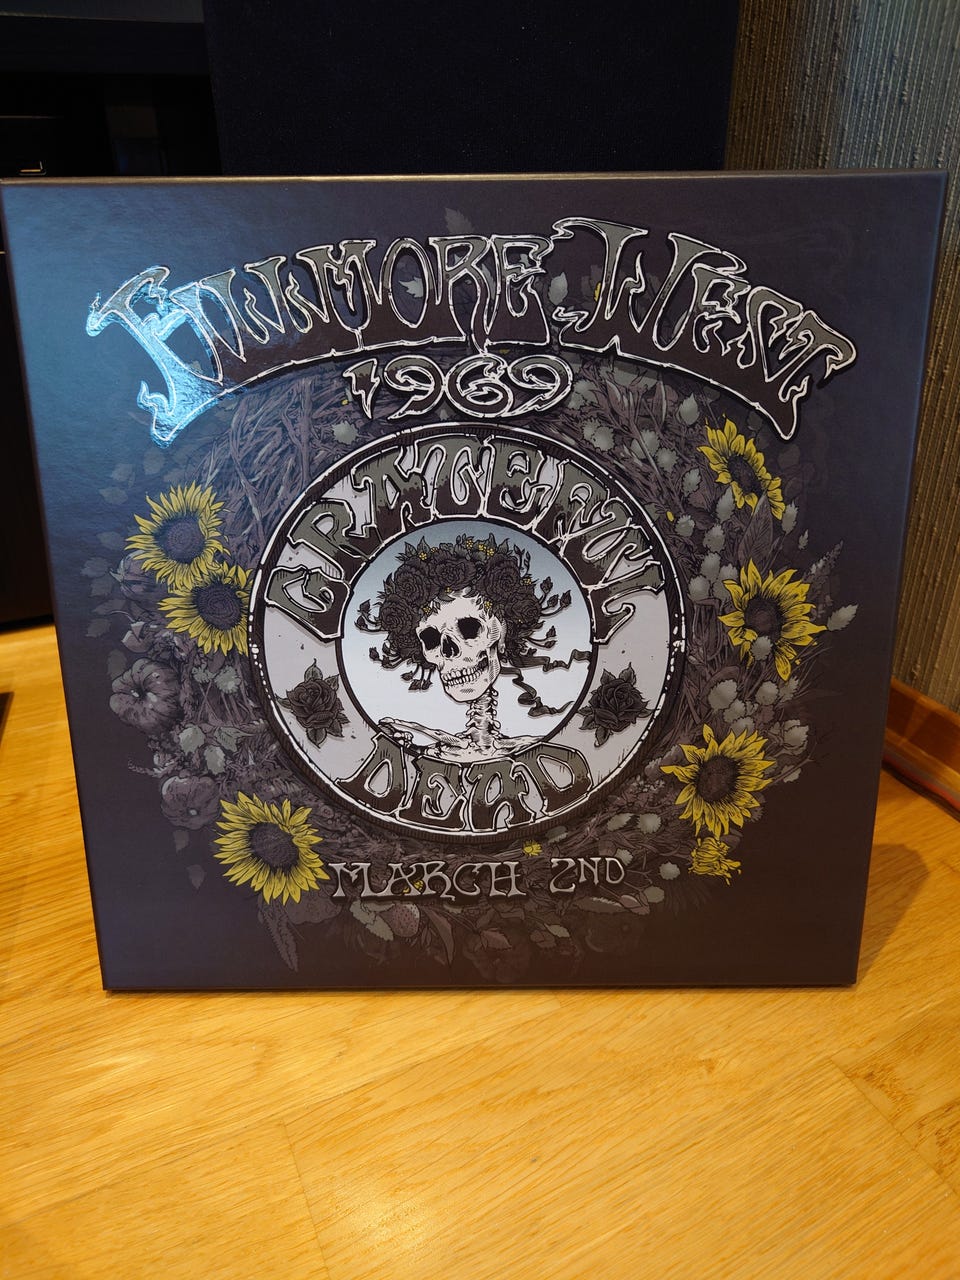 FILLMORE WEST
1969
GRATEFUL
DEAD
MARCH 2ND